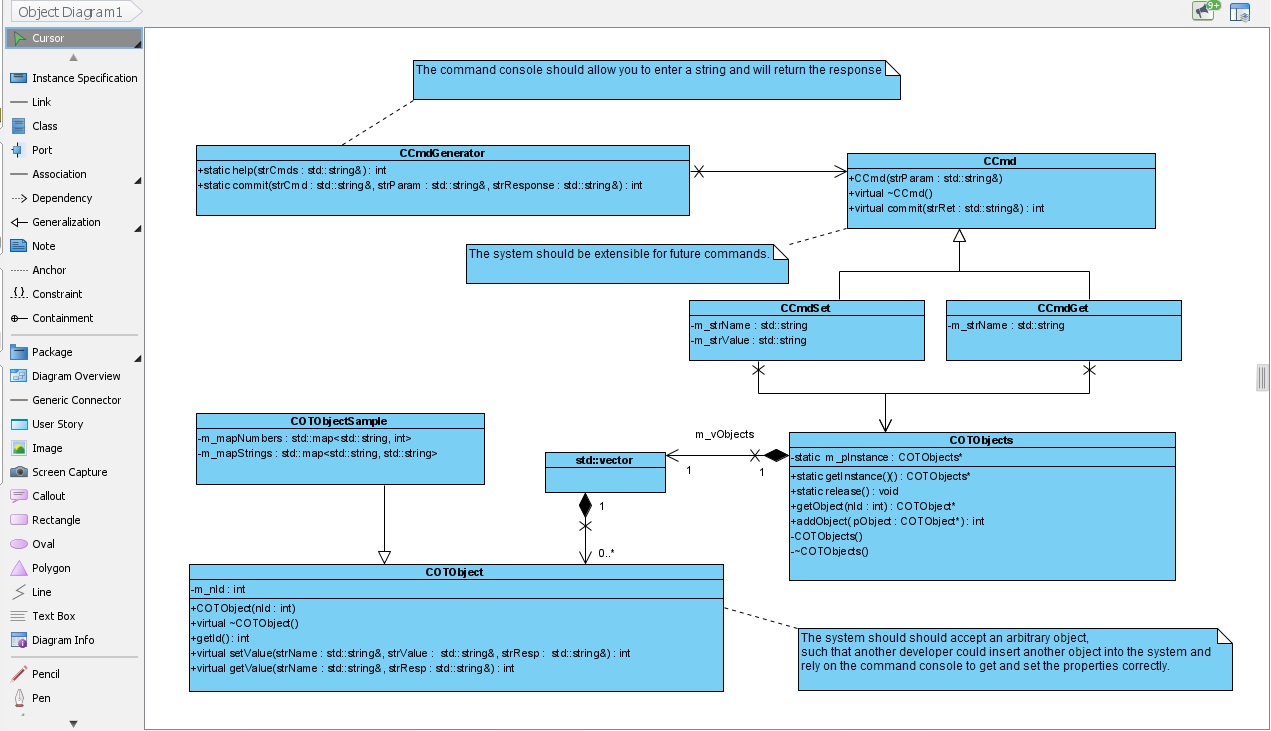 Object Diagram1
9+
Cursor
Instance Specification
Link
Class
Port
Association
Dependency
Generalization
Note
Anchor
Constraint
Containment
Package
Diagram Overview
Generic Connector
User Story
Image
Screen Capture
Callout
Rectangle
Oval
Polygon
Line
Text Box
Diagram Info
Pencil
Pen
The command console should allow you to enter a string and will return the response
CCmdGenerator
+static help(strCmds : std::string&) : int
+static commit(strCmd : std::string&, strParam : std::string&, strResponse : std::string&) : int
CCmd
+CCmd(strParam : std::string&)
+virtual ~CCmd()
+virtual commit(strRet : std::string&) : int
The system should be extensible for future commands.
CCmdSet
-m_strName : std::string
-m_strValue : std::string
CCmdGet
-m_strName : std::string
COTObjectSample
-m_mapNumbers : std::map<std::string, int>
-m_mapStrings : std::map<std::string, std::string>
std::vector
m_vObjects
1
1
1
0..*
COTObjects
-static m_pInstance : COTObjects*
+static getInstance()() : COTObjects*
+static release() : void
+getObject(nId : int) : COTObject*
+addObject( pObject : COTObject*) : int
-COTObjects()
-~COTObjects()
COTObject
-m_nId : int
+COTObject(nId : int)
+virtual ~COTObject()
+getId() : int
+virtual setValue(strName : std::string&, strValue : std::string&, strResp : std::string&) : int
+virtual getValue(strName : std::string&, strResp : std::string&) : int
The system should should accept an arbitrary object,
such that another developer could insert another object into the system and
rely on the command console to get and set the properties correctly.